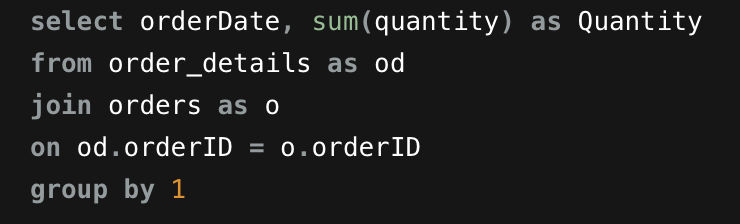 select orderDate, sum(quantity) as Quantity
from order_details as od
join orders as o
on od.orderID = o.orderID
group by 1